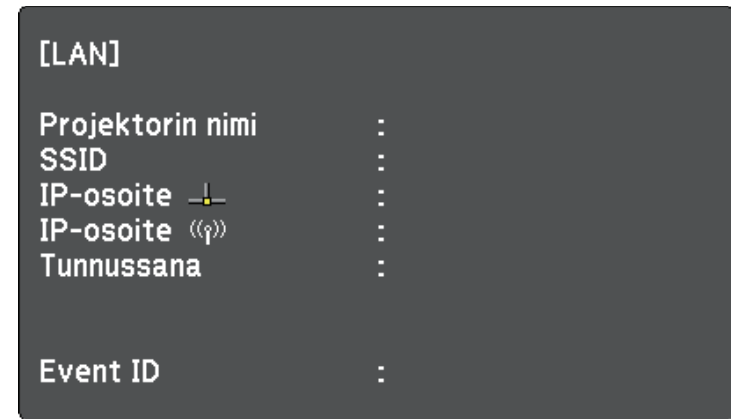 [LAN]
Projektorin nimi :
SSID :
IP-osoite :
IP-osoite :
Tunnussana :
Event ID :